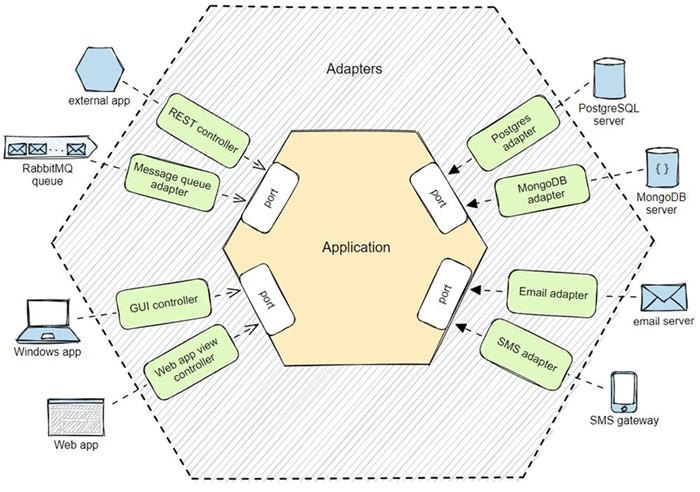 Adapters
external app
REST controller
RabbitMQ
queue
Message queue
adapter
port
Application
GUI controller
Windows app
port
Web app view
controller
Web app
PostgreSQL
server
Postgres
adapter
port
MongoDB
adapter
{ }
MongoDB
server
port
Email adapter
email server
SMS adapter
SMS gateway